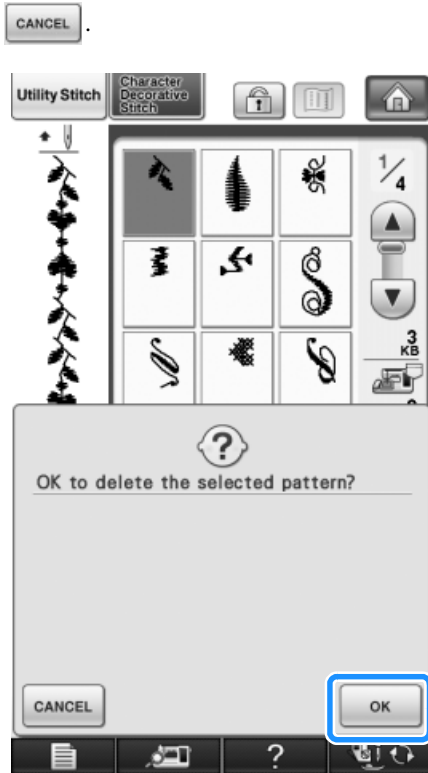 CANCEL .
Utility Stitch
Character
Decorative
Stitch
1/4
3
KB
OK to delete the selected pattern?
CANCEL
OK
?